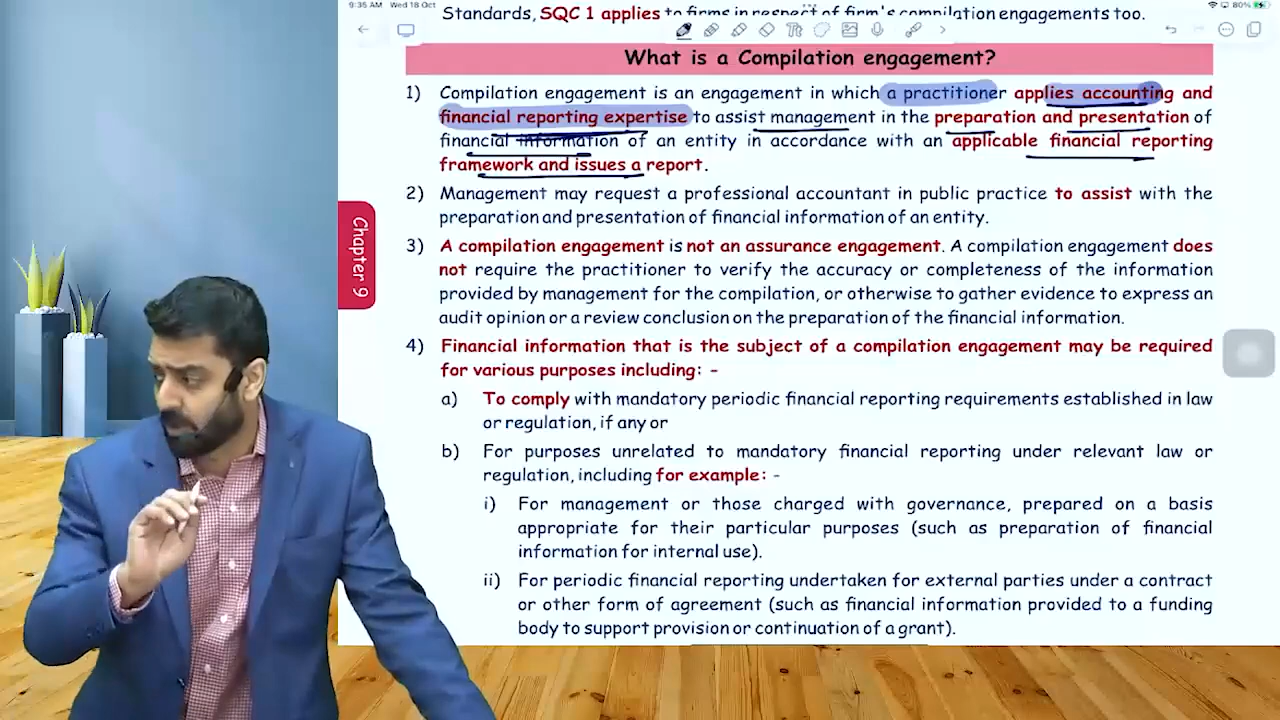 9:35 AM Wed 18 Oct
80%
Standards, SQC 1 applies to firms in respect of firm's compilation engagements too.
What is a Compilation engagement?
1) Compilation engagement is an engagement in which a practitioner applies accounting and
financial reporting expertise to assist management in the preparation and presentation of
financial information of an entity in accordance with an applicable financial reporting
framework and issues a report.
2) Management may request a professional accountant in public practice to assist with the
preparation and presentation of financial information of an entity.
3) A compilation engagement is not an assurance engagement. A compilation engagement does
not require the practitioner to verify the accuracy or completeness of the information
provided by management for the compilation, or otherwise to gather evidence to express an
audit opinion or a review conclusion on the preparation of the financial information.
4) Financial information that is the subject of a compilation engagement may be required
for various purposes including: -
a) To comply with mandatory periodic financial reporting requirements established in law
or regulation, if any or
b) For purposes unrelated to mandatory financial reporting under relevant law or
regulation, including for example: -
i) For management or those charged with governance, prepared on a basis
appropriate for their particular purposes (such as preparation of financial
information for internal use).
ii) For periodic financial reporting undertaken for external parties under a contract
or other form of agreement (such as financial information provided to a funding
body to support provision or continuation of a grant).
Chapter 9